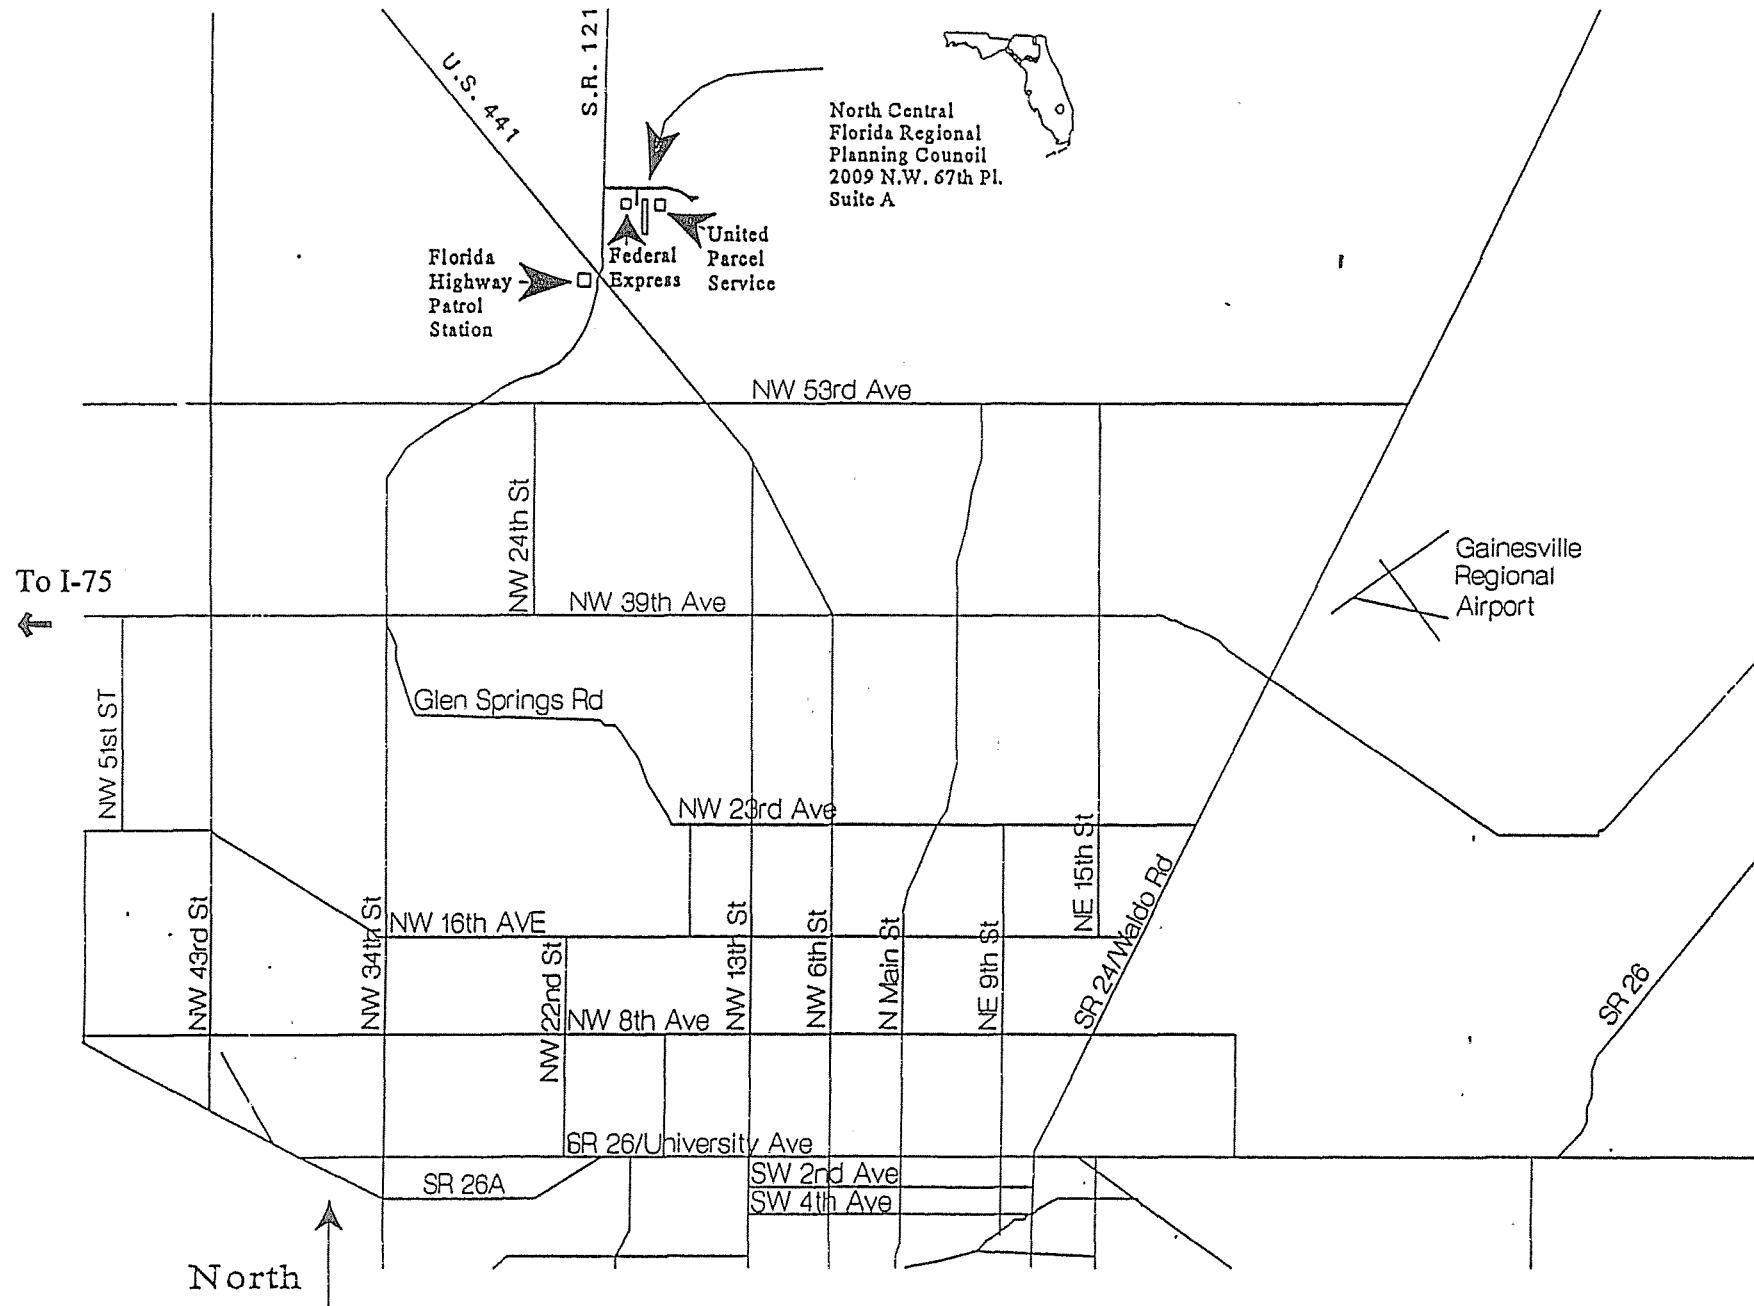 U.S. 441
S.R. 121
North Central
Florida Regional
Planning Council
2009 N.W. 67th Pl.
Suite A
United
Parcel
Service
Federal
Express
Florida
Highway
Patrol
Station
NW 53rd Ave
NW 24th St
To I-75
NW 39th Ave
Gainesville
Regional
Airport
NW 51st ST
Glen Springs Rd
NW 23rd Ave
NE 15th St
NW 43rd St
NW 34th St
NW 16th AVE
NW 22nd St
NW 13th St
NW 6th St
N Main St
NE 9th St
SR 24/Waldo Rd
SR 26
NW 8th Ave
SR 26/University Ave
SR 26A
SW 2nd Ave
SW 4th Ave
North